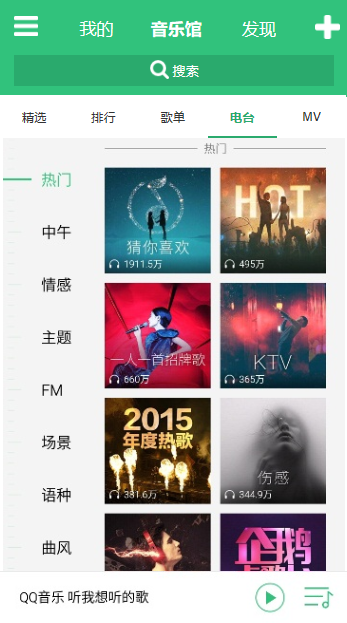 我的 音乐馆 发现
搜索
精选 排行 歌单 电台 MV
热门
热门
中午
情感
主题
FM
场景
语种
曲风
猜你喜欢
1911.5万
HOT
495万
一人一首招牌歌
660万
KTV
365万
2015
年度热歌
381.6万
伤感
344.9万
企鹅
QQ音乐 听我想听的歌